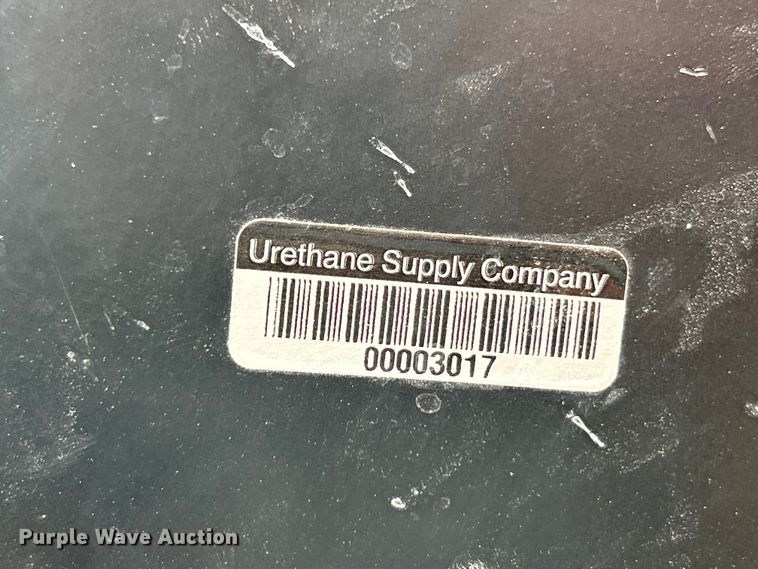 Urethane Supply Company
00003017
Purple Wave Auction